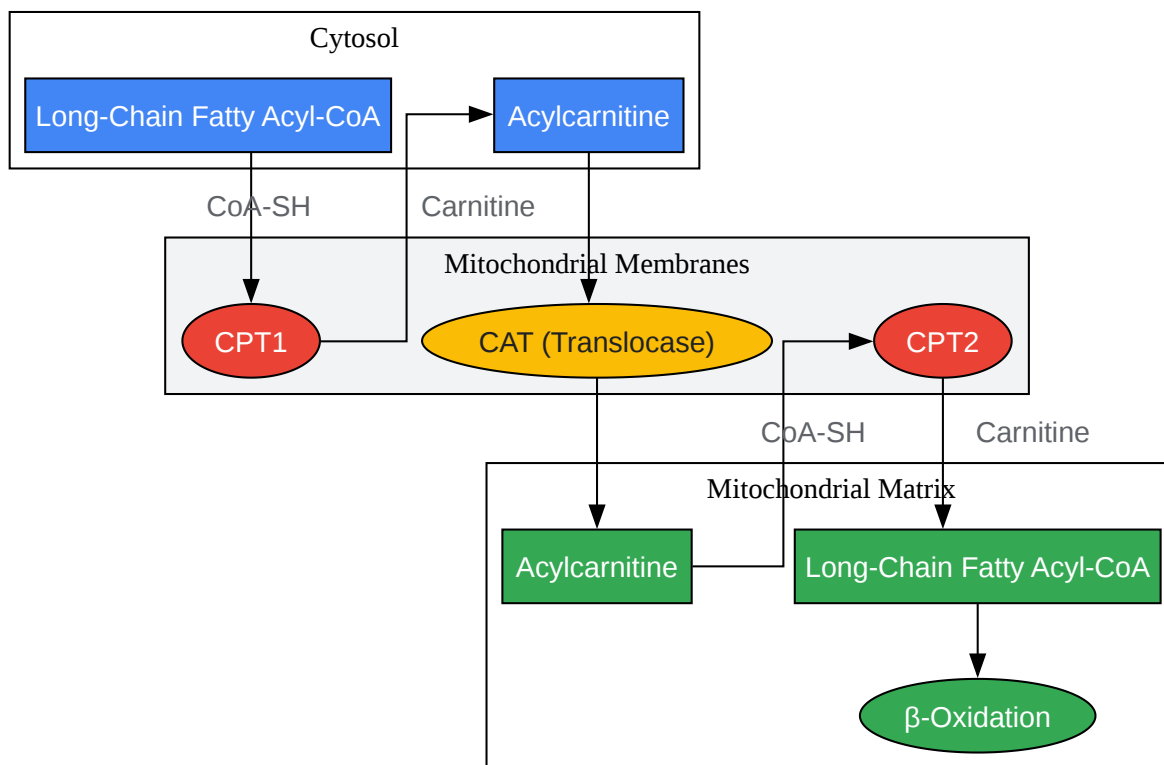 Cytosol
Long-Chain Fatty Acyl-CoA
Acylcarnitine
CoA-SH
Carnitine
Mitochondrial Membranes
CPT1
CAT (Translocase)
CPT2
CoA-SH
Carnitine
Mitochondrial Matrix
Acylcarnitine
Long-Chain Fatty Acyl-CoA
β-Oxidation